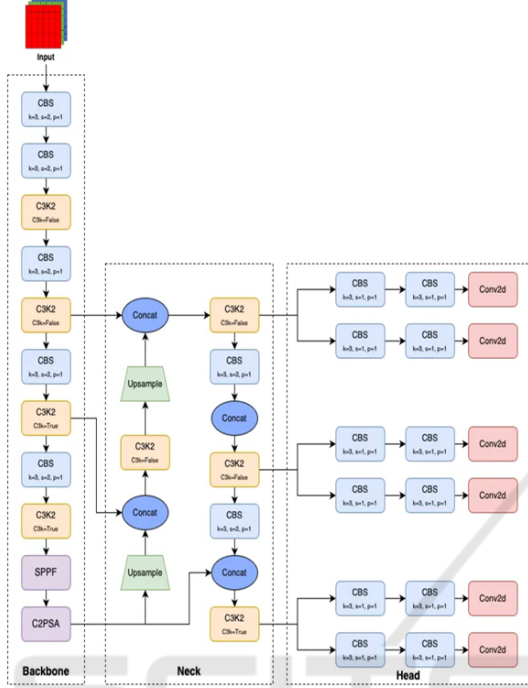 Input
CBS
k=3, s=2, p=1
CBS
k=3, s=2, p=1
C3K2
C3k=False
CBS
k=3, s=2, p=1
C3K2
C3k=False
CBS
k=3, s=2, p=1
C3K2
C3k=True
CBS
k=3, s=2, p=1
C3K2
C3k=True
SPPF
C2PSA
Backbone
Concat
Upsample
C3K2
C3k=False
Concat
Upsample
C3K2
C3k=False
CBS
k=3, s=2, p=1
Concat
C3K2
C3k=False
CBS
k=3, s=2, p=1
Concat
C3K2
C3k=True
Neck
CBS
k=3, s=1, p=1
CBS
k=3, s=1, p=1
Conv2d
CBS
k=3, s=1, p=1
CBS
k=3, s=1, p=1
Conv2d
CBS
k=3, s=1, p=1
CBS
k=3, s=1, p=1
Conv2d
CBS
k=3, s=1, p=1
CBS
k=3, s=1, p=1
Conv2d
CBS
k=3, s=1, p=1
CBS
k=3, s=1, p=1
Conv2d
CBS
k=3, s=1, p=1
CBS
k=3, s=1, p=1
Conv2d
Head